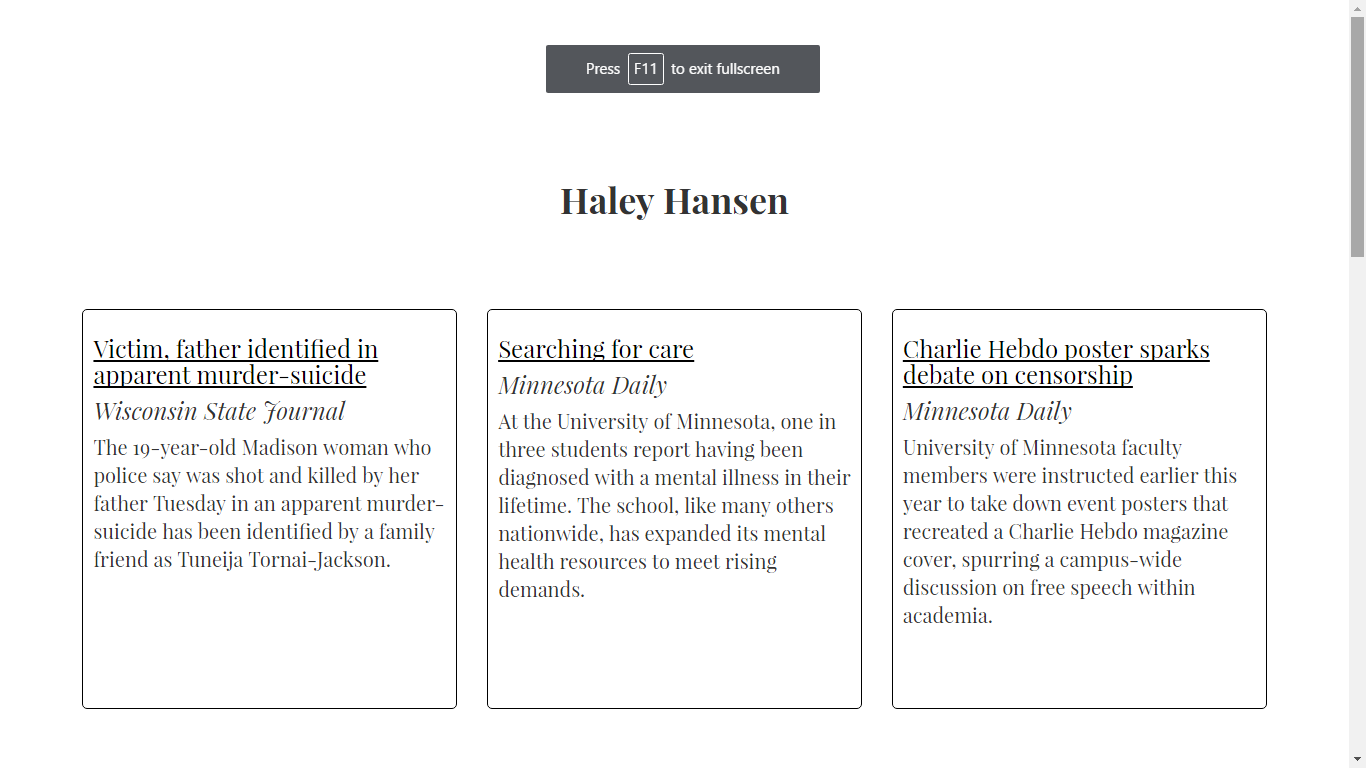 Press F11 to exit fullscreen
Haley Hansen
Victim, father identified in
apparent murder-suicide
Wisconsin State Journal
The 19-year-old Madison woman who
police say was shot and killed by her
father Tuesday in an apparent murder-
suicide has been identified by a family
friend as Tuneija Tornai-Jackson.
Searching for care
Minnesota Daily
At the University of Minnesota, one in
three students report having been
diagnosed with a mental illness in their
lifetime. The school, like many others
nationwide, has expanded its mental
health resources to meet rising
demands.
Charlie Hebdo poster sparks
debate on censorship
Minnesota Daily
University of Minnesota faculty
members were instructed earlier this
year to take down event posters that
recreated a Charlie Hebdo magazine
cover, spurring a campus-wide
discussion on free speech within
academia.